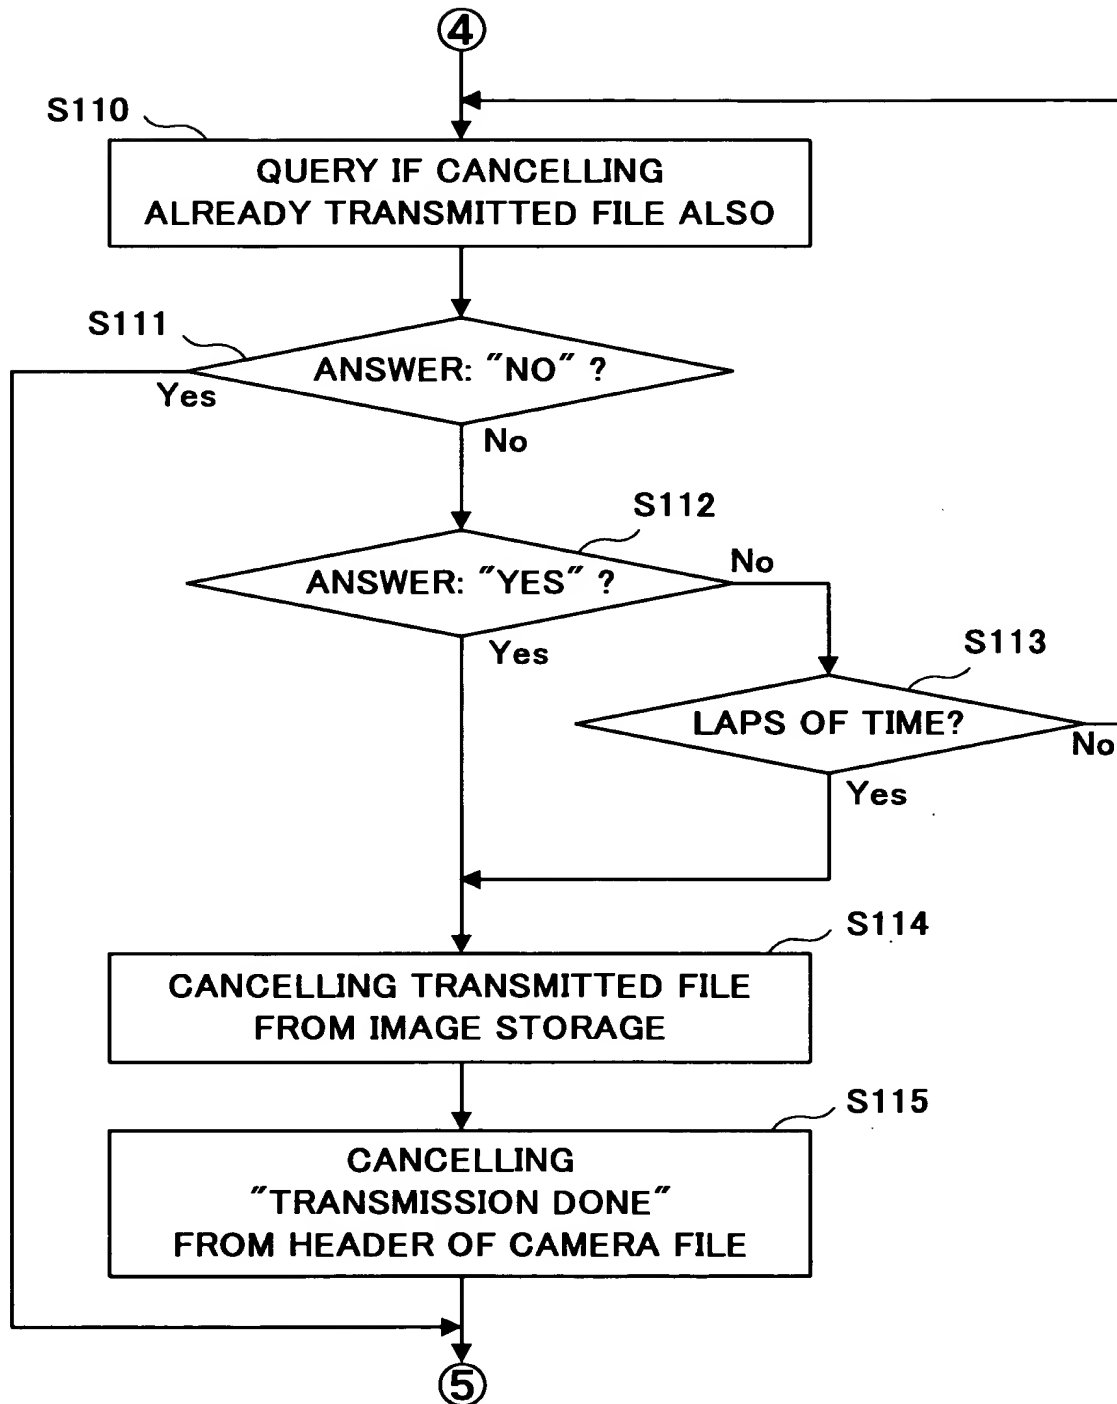 4
S110
QUERY IF CANCELLING
ALREADY TRANSMITTED FILE ALSO
S111
ANSWER: "NO" ?
Yes
No
S112
ANSWER: "YES" ?
No
Yes
S113
LAPS OF TIME?
No
Yes
S114
CANCELLING TRANSMITTED FILE
FROM IMAGE STORAGE
S115
CANCELLING
"TRANSMISSION DONE"
FROM HEADER OF CAMERA FILE
5